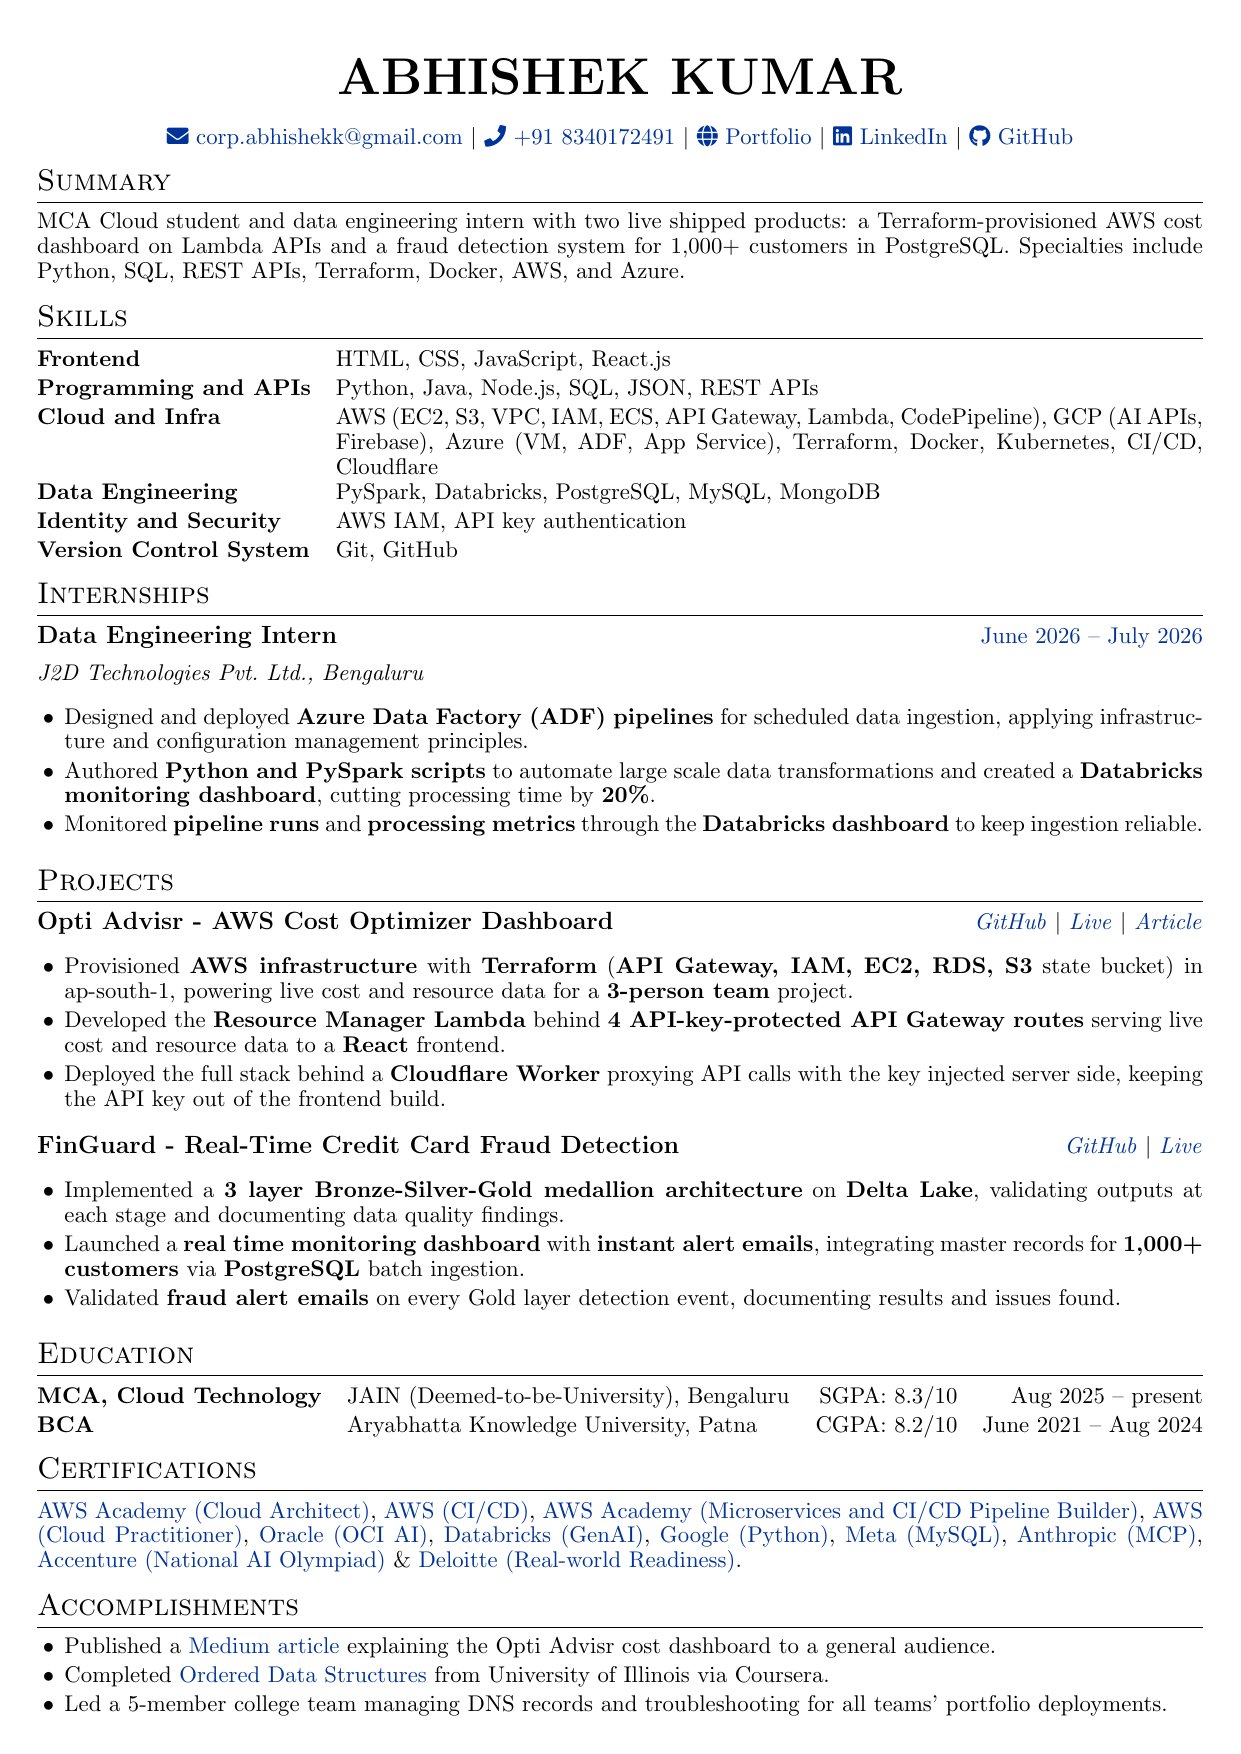 ABHISHEK KUMAR
corp.abhishekk@gmail.com | +91 8340172491 | Portfolio | LinkedIn | GitHub
Summary
MCA Cloud student and data engineering intern with two live shipped products: a Terraform-provisioned AWS cost
dashboard on Lambda APIs and a fraud detection system for 1,000+ customers in PostgreSQL. Specialties include
Python, SQL, REST APIs, Terraform, Docker, AWS, and Azure.
Skills
Frontend HTML, CSS, JavaScript, React.js
Programming and APIs Python, Java, Node.js, SQL, JSON, REST APIs
Cloud and Infra AWS (EC2, S3, VPC, IAM, ECS, API Gateway, Lambda, CodePipeline), GCP (AI APIs,
Firebase), Azure (VM, ADF, App Service), Terraform, Docker, Kubernetes, CI/CD,
Cloudflare
Data Engineering PySpark, Databricks, PostgreSQL, MySQL, MongoDB
Identity and Security AWS IAM, API key authentication
Version Control System Git, GitHub
Internships
Data Engineering Intern June 2026 – July 2026
J2D Technologies Pvt. Ltd., Bengaluru
• Designed and deployed Azure Data Factory (ADF) pipelines for scheduled data ingestion, applying infrastruc-
ture and configuration management principles.
• Authored Python and PySpark scripts to automate large scale data transformations and created a Databricks
monitoring dashboard, cutting processing time by 20%.
• Monitored pipeline runs and processing metrics through the Databricks dashboard to keep ingestion reliable.
Projects
Opti Advisr - AWS Cost Optimizer Dashboard GitHub | Live | Article
• Provisioned AWS infrastructure with Terraform (API Gateway, IAM, EC2, RDS, S3 state bucket) in
ap-south-1, powering live cost and resource data for a 3-person team project.
• Developed the Resource Manager Lambda behind 4 API-key-protected API Gateway routes serving live
cost and resource data to a React frontend.
• Deployed the full stack behind a Cloudflare Worker proxying API calls with the key injected server side, keeping
the API key out of the frontend build.
FinGuard - Real-Time Credit Card Fraud Detection GitHub | Live
• Implemented a 3 layer Bronze-Silver-Gold medallion architecture on Delta Lake, validating outputs at
each stage and documenting data quality findings.
• Launched a real time monitoring dashboard with instant alert emails, integrating master records for 1,000+
customers via PostgreSQL batch ingestion.
• Validated fraud alert emails on every Gold layer detection event, documenting results and issues found.
Education
MCA, Cloud Technology JAIN (Deemed-to-be-University), Bengaluru SGPA: 8.3/10 Aug 2025 – present
BCA Aryabhatta Knowledge University, Patna CGPA: 8.2/10 June 2021 – Aug 2024
Certifications
AWS Academy (Cloud Architect), AWS (CI/CD), AWS Academy (Microservices and CI/CD Pipeline Builder), AWS
(Cloud Practitioner), Oracle (OCI AI), Databricks (GenAI), Google (Python), Meta (MySQL), Anthropic (MCP),
Accenture (National AI Olympiad) & Deloitte (Real-world Readiness).
Accomplishments
• Published a Medium article explaining the Opti Advisr cost dashboard to a general audience.
• Completed Ordered Data Structures from University of Illinois via Coursera.
• Led a 5-member college team managing DNS records and troubleshooting for all teams' portfolio deployments.